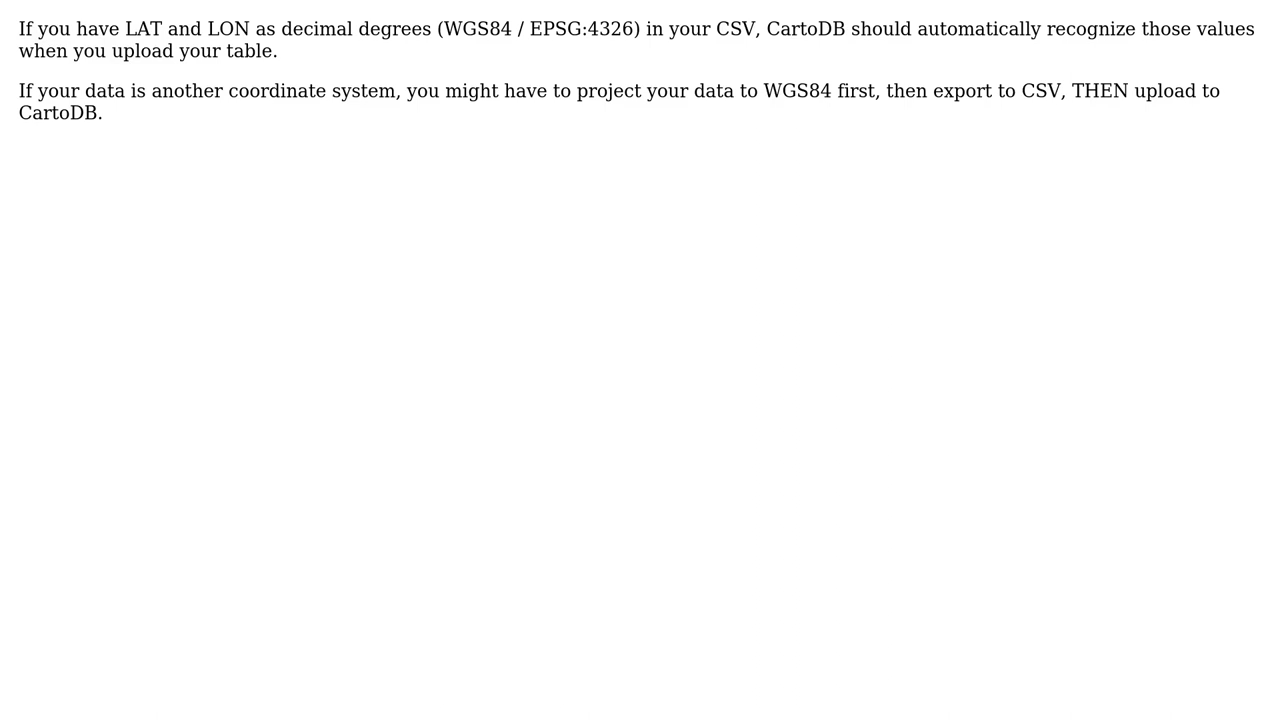 If you have LAT and LON as decimal degrees (WGS84 / EPSG:4326) in your CSV, CartoDB should automatically recognize those values
when you upload your table.
If your data is another coordinate system, you might have to project your data to WGS84 first, then export to CSV, THEN upload to
CartoDB.